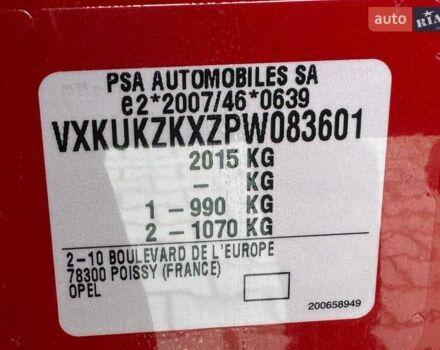 auto
RIA
PSA AUTOMOBILES SA
e2*2007/46*0639
VXKUKZKXZPW083601
2015 KG
- KG
1 - 990 KG
2 - 1070 KG
2-10 BOULEVARD DE L'EUROPE
78300 POISSY (FRANCE)
OPEL
200658949